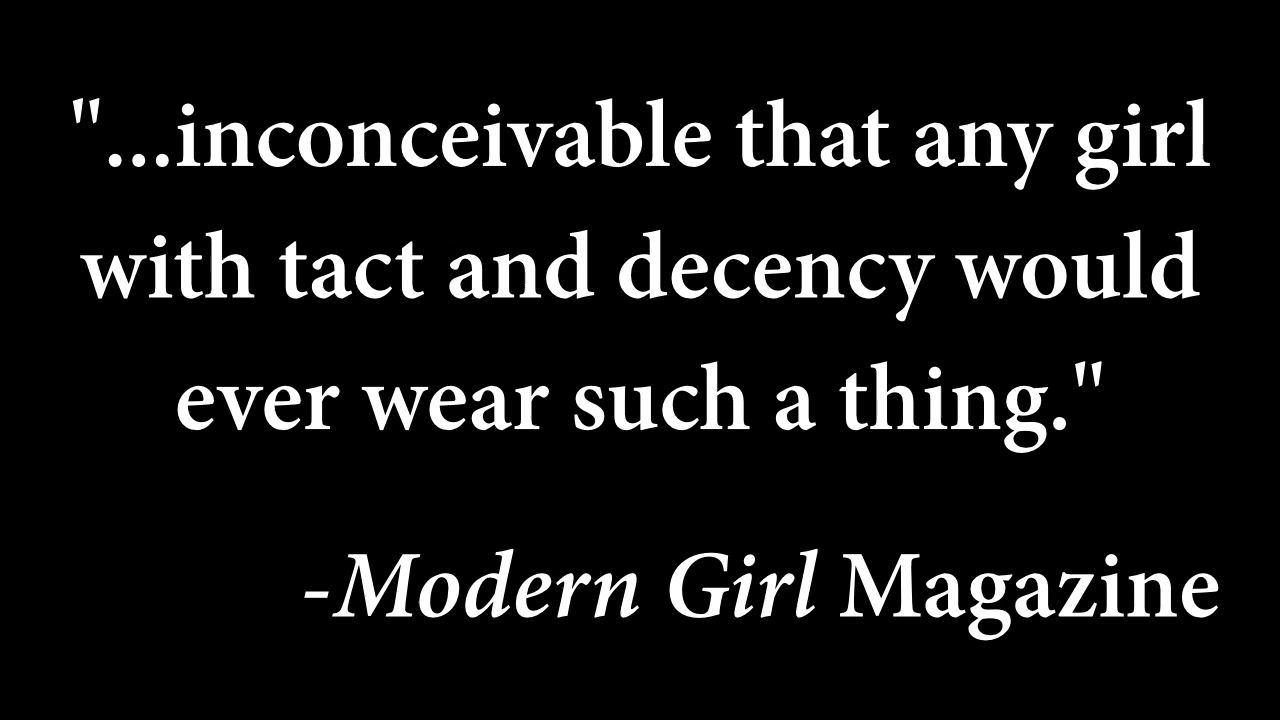 "...inconceivable that any girl
with tact and decency would
ever wear such a thing."
-Modern Girl Magazine